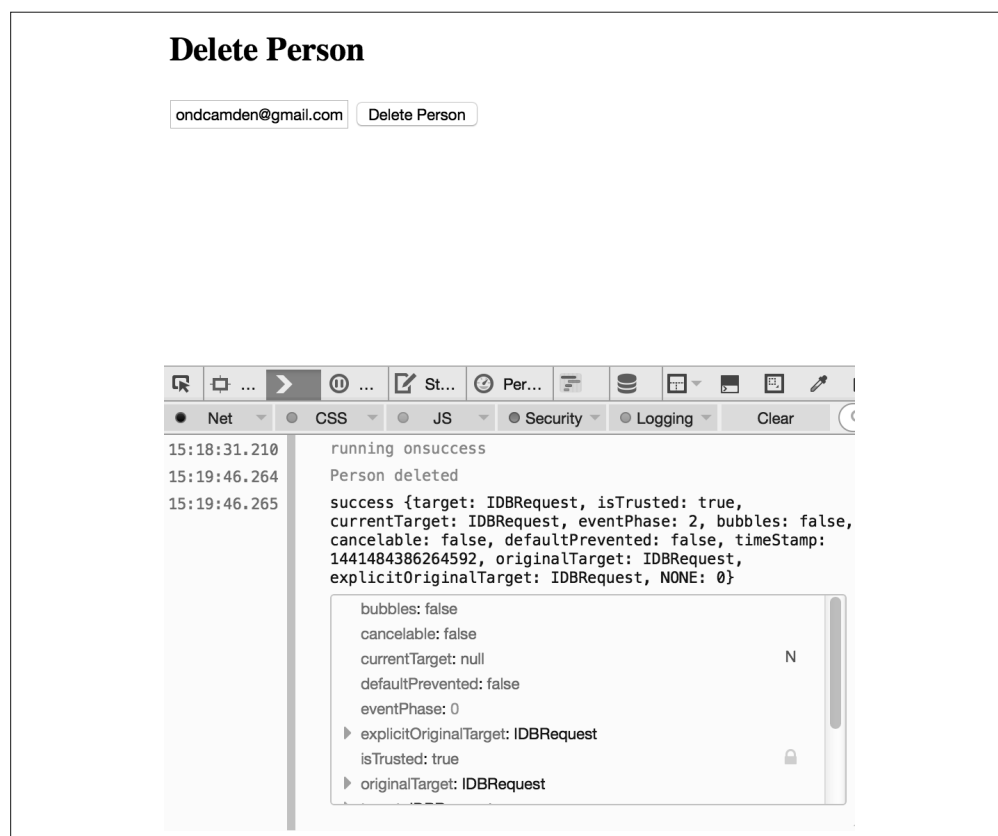 Delete Person
ondcamden@gmail.com Delete Person
... ... St... Per...
Net CSS JS Security Logging Clear
15:18:31.210 running onsuccess
15:19:46.264 Person deleted
15:19:46.265 success {target: IDBRequest, isTrusted: true,
currentTarget: IDBRequest, eventPhase: 2, bubbles: false,
cancelable: false, defaultPrevented: false, timeStamp:
1441484386264592, originalTarget: IDBRequest,
explicitOriginalTarget: IDBRequest, NONE: 0}
bubbles: false
cancelable: false
currentTarget: null N
defaultPrevented: false
eventPhase: 0
explicitOriginalTarget: IDBRequest
isTrusted: true
originalTarget: IDBRequest